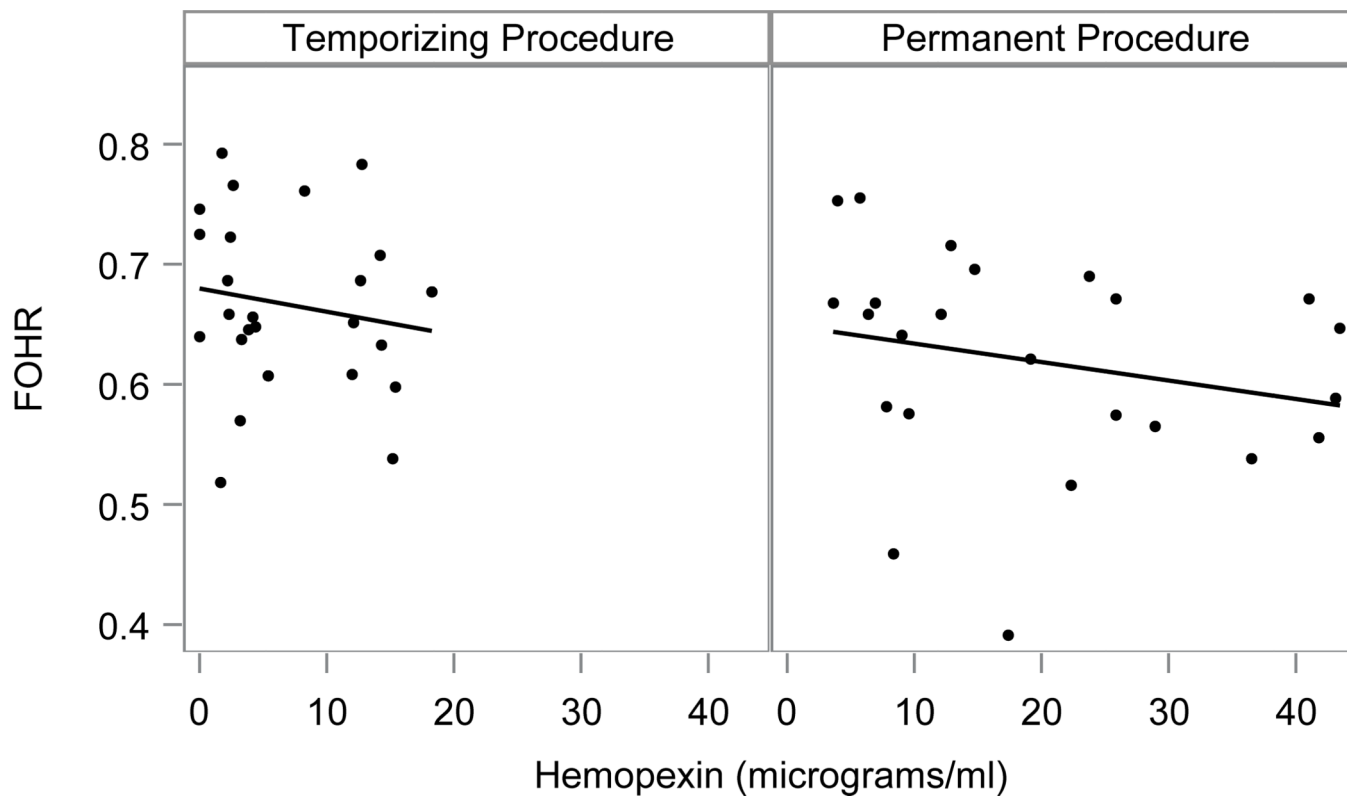 Temporizing Procedure
Permanent Procedure
0.8
0.7
0.6
0.5
0.4
FOHR
0 10 20 30 40
0 10 20 30 40
Hemopexin (micrograms/ml)